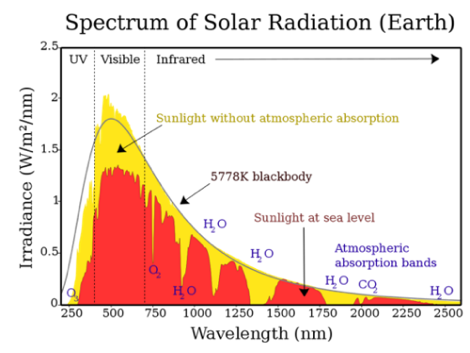 Spectrum of Solar Radiation (Earth)
2.5
UV Visible Infrared
2
Sunlight without atmospheric absorption
1.5
5778K blackbody
1
H₂O
Sunlight at sea level
H₂O
Atmospheric
absorption bands
0.5
O₂
H₂O
H₂O CO₂
H₂O
O₃
0
250 500 750 1000 1250 1500 1750 2000 2250 2500
Wavelength (nm)
Irradiance (W/m²/nm)